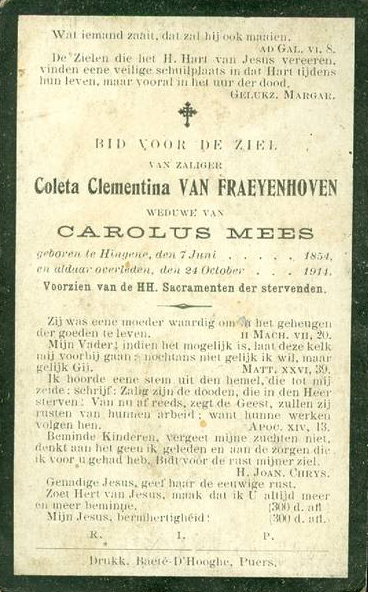 Wat iemand zaait, dat zal hij ook maaien.
AD GAL. VI. 8.
De Zielen die het H. Hart van Jesus vereeren,
vinden eene veilige schuilplaats in dat Hart tijdens
hun leven, maar vooral in het uur der dood.
GELUKZ. MARGAR.
BID VOOR DE ZIEL
VAN ZALIGER
Coleta Clementina VAN FRAEYENHOVEN
WEDUWE VAN
CAROLUS MEES
geboren te Hingene, den 7 Juni . . . . . 1854,
en aldaar overleden, den 24 October . . . 1914.
Voorzien van de HH. Sacramenten der stervenden.
Zij was eene moeder waardig om in het geheugen
der goeden te leven. II MACH. VII, 20.
Mijn Vader; indien het mogelijk is, laat deze kelk
mij voorbij gaan; nochtans niet gelijk ik wil, maar
gelijk Gij. MATT. XXVI, 39.
Ik hoorde eene stem uit den hemel, die tot mij
zeide: schrijf: Zalig zijn de dooden, die in den Heer
sterven! Van nu af reeds, zegt de Geest, zullen zij
rusten van hunnen arbeid; want hunne werken
volgen hen. APOC. XIV, 13.
Beminde Kinderen, vergeet mijne zuchten niet,
denkt aan het geen ik geleden en aan de zorgen die
ik voor u gehad heb, Bidt voor de rust mijner ziel.
H. JOAN. CHRYS.
Genadige Jesus, geef haar de eeuwige rust.
Zoet Hert van Jesus, maak dat ik U altijd meer
en meer beminne. (300 d. afl.
Mijn Jesus, bermhertigheid! (300 d. afl.
R. I. P.
Drukk. Baeté-D'Hooghe, Puers.